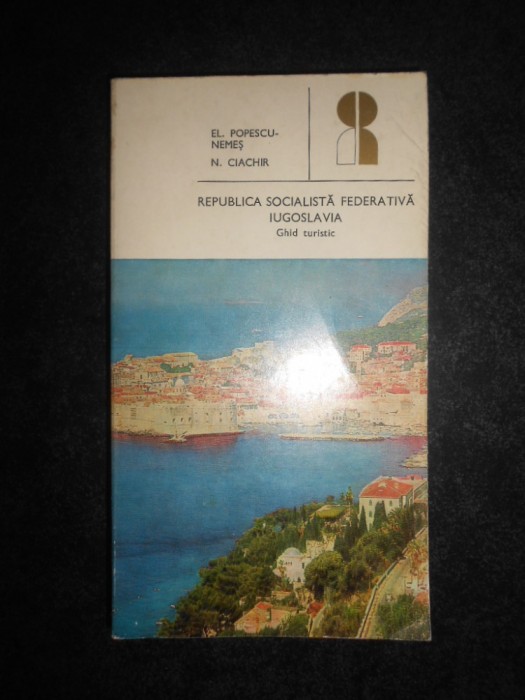 EL. POPESCU-
NEMEȘ
N. CIACHIR
REPUBLICA SOCIALISTĂ FEDERATIVĂ
IUGOSLAVIA
Ghid turistic